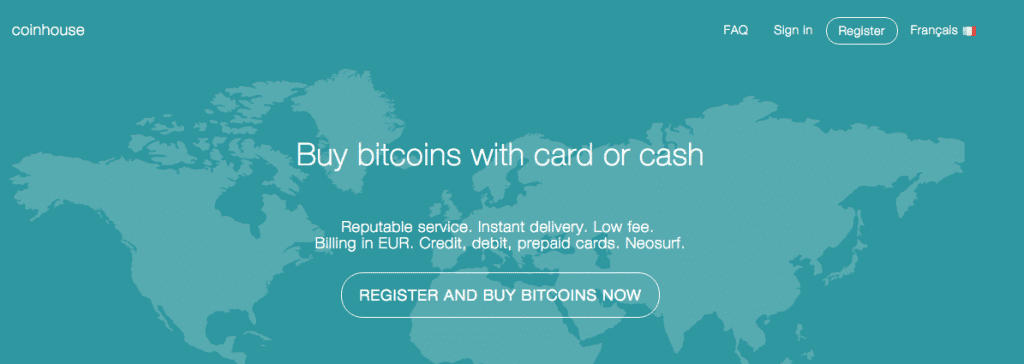 coinhouse
FAQ
Sign in
Register
Français
Buy bitcoins with card or cash
Reputable service. Instant delivery. Low fee.
Billing in EUR. Credit, debit, prepaid cards. Neosurf.
REGISTER AND BUY BITCOINS NOW